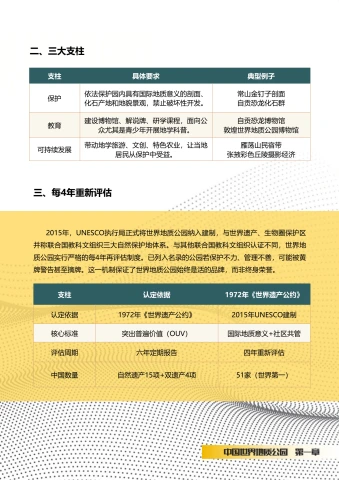 二、三大支柱
支柱 具体要求 典型例子
保护 依法保护园内具有国际地质意义的剖面、化石产地和地貌景观，禁止破坏性开发。 常山金钉子剖面 自贡恐龙化石群
教育 建设博物馆、解说牌、研学课程，面向公众尤其是青少年开展地学科普。 自贡恐龙博物馆 敦煌世界地质公园博物馆
可持续发展 带动地学旅游、文创、特色农业，让当地居民从保护中受益。 雁荡山民宿带 张掖彩色丘陵摄影经济
三、每4年重新评估
2015年，UNESCO执行局正式将世界地质公园纳入建制，与世界遗产、生物圈保护区
并称联合国教科文组织三大自然保护地体系。与其他联合国教科文组织认证不同，世界地
质公园实行严格的每4年再评估制度。已列入名录的公园若保护不力、管理不善，可能被黄
牌警告甚至摘牌。这一机制保证了世界地质公园始终是活的品牌，而非终身荣誉。
支柱 认定依据 1972年《世界遗产公约》
认定依据 1972年《世界遗产公约》 2015年UNESCO建制
核心标准 突出普遍价值（OUV） 国际地质意义+社区共管
评估周期 六年定期报告 四年重新评估
中国数量 自然遗产15项+双遗产4项 51家（世界第一）
中国世界地质公园 第一章